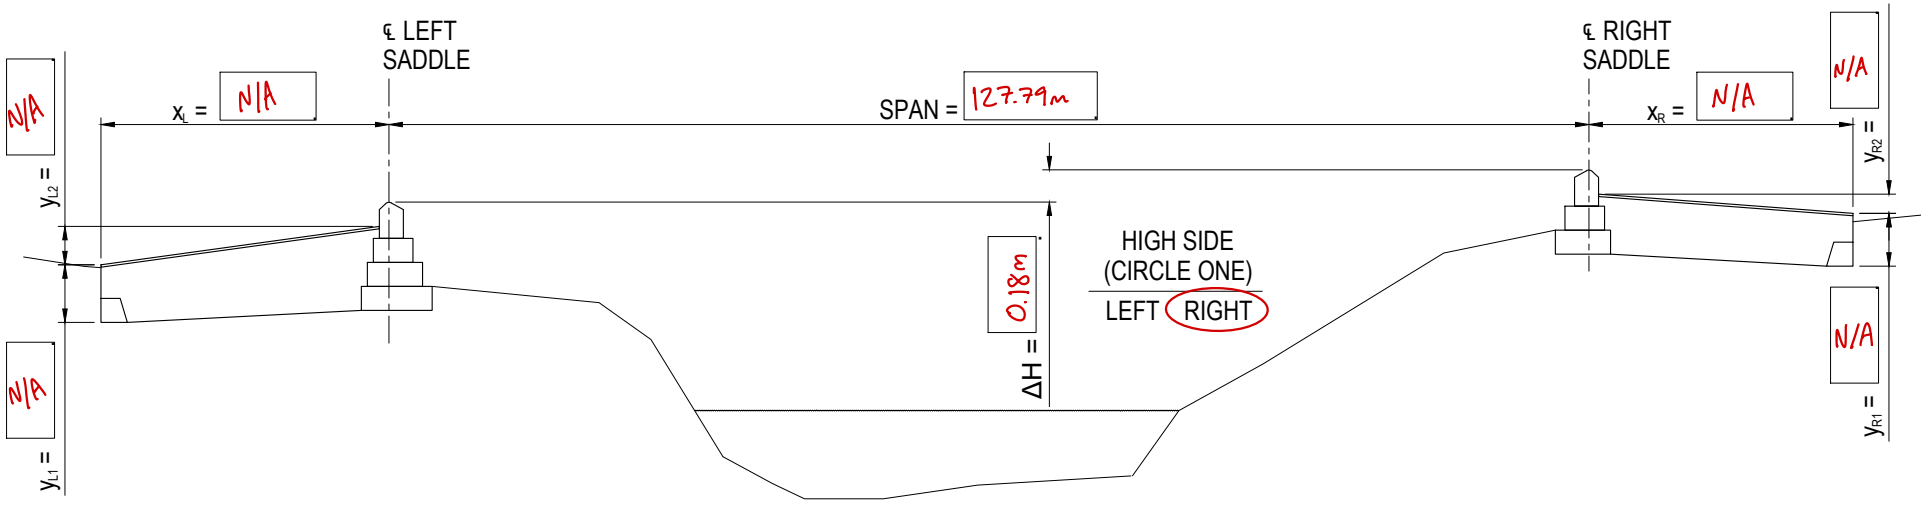 ℄ LEFT
SADDLE
℄ RIGHT
SADDLE
xL = N/A
SPAN = 127.79m
xR = N/A
yL2 = N/A
yR2 = N/A
HIGH SIDE
(CIRCLE ONE)
LEFT RIGHT
ΔH = 0.18m
yL1 = N/A
yR1 = N/A